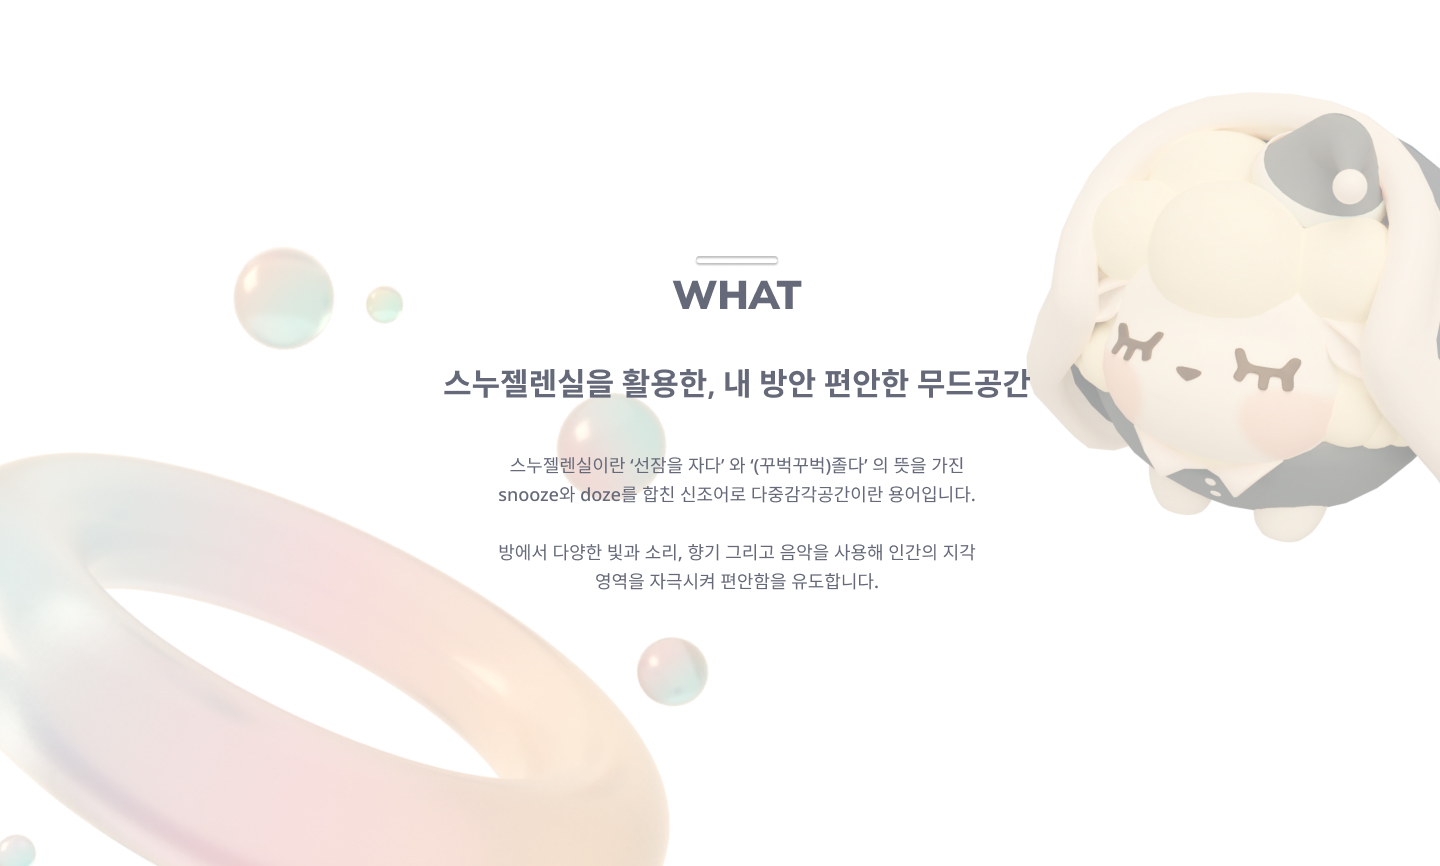 WHAT
스누젤렌실을 활용한, 내 방안 편안한 무드공간
스누젤렌실이란 ‘선잠을 자다’ 와 ‘(꾸벅꾸벅)졸다’ 의 뜻을 가진
snooze와 doze를 합친 신조어로 다중감각공간이란 용어입니다.
방에서 다양한 빛과 소리, 향기 그리고 음악을 사용해 인간의 지각
영역을 자극시켜 편안함을 유도합니다.